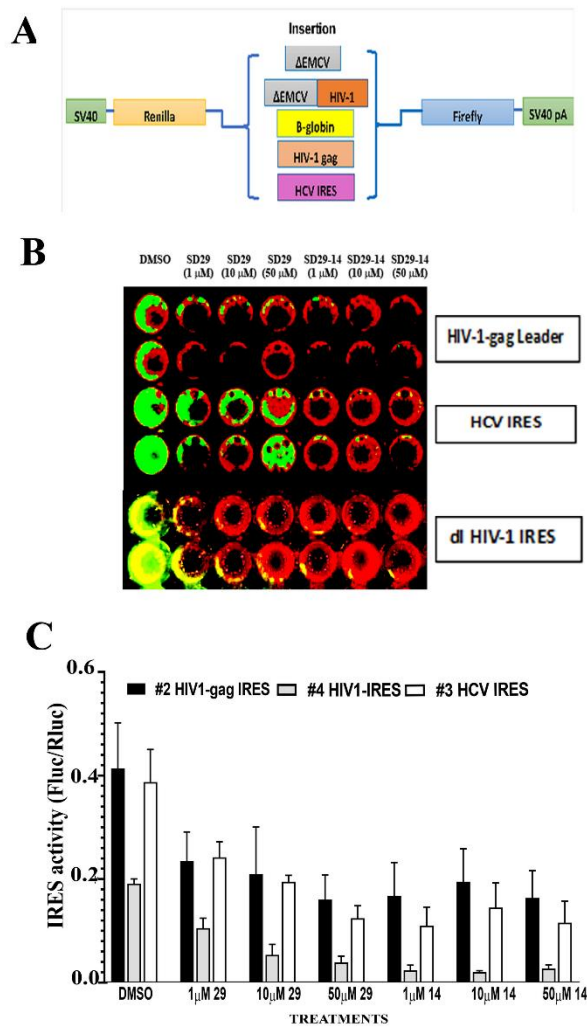 A
Insertion
ΔEMCV
ΔEMCV HIV-1
SV40 Renilla B-globin Firefly SV40 pA
HIV-1 gag
HCV IRES
B
DMSO SD29 (1 µM) SD29 (10 µM) SD29 (50 µM) SD29-14 (1 µM) SD29-14 (10 µM) SD29-14 (50 µM)
HIV-1-gag Leader
HCV IRES
dl HIV-1 IRES
C
#2 HIV1-gag IRES #4 HIV1-IRES #3 HCV IRES
IRES activity (Fluc/Rluc)
0.6
0.4
0.2
0.0
DMSO 1µM 29 10µM 29 50µM 29 1µM 14 10µM 14 50µM 14
TREATMENTS